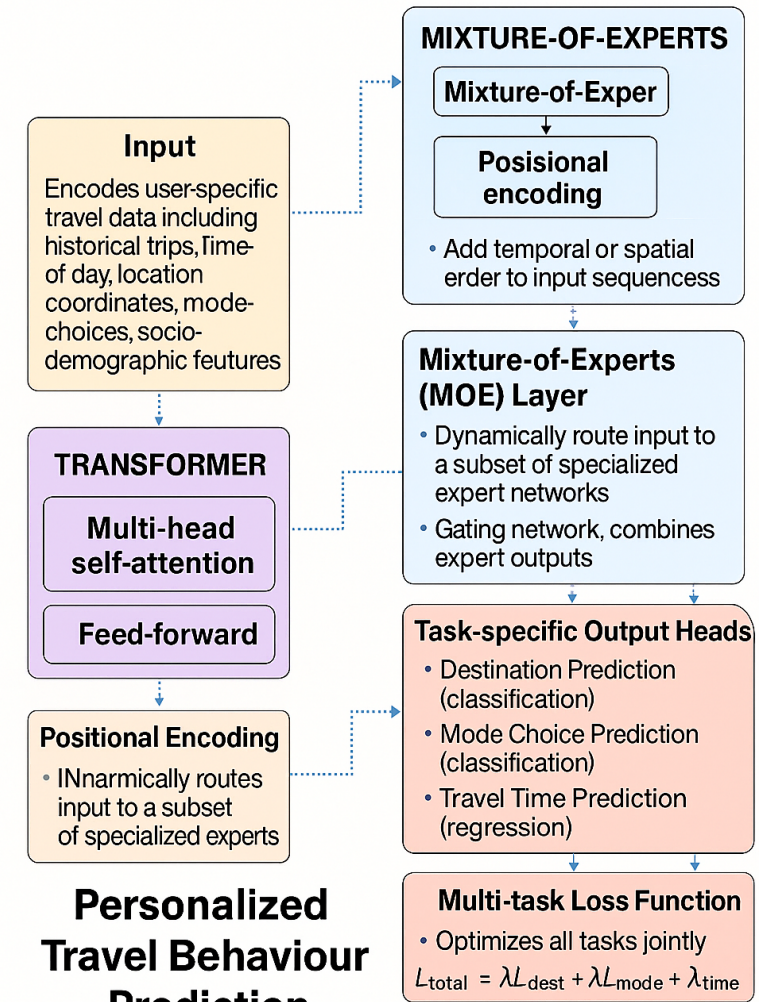 MIXTURE-OF-EXPERTS
Mixture-of-Exper
Posisional
encoding
• Add temporal or spatial
erder to input sequencess
Input
Encodes user-specific
travel data including
historical trips, Time-
of day, location
coordinates, mode-
choices, socio-
demographic feutures
TRANSFORMER
Multi-head
self-attention
Feed-forward
Positional Encoding
• INnarmically routes
input to a subset
of specialized experts
Mixture-of-Experts
(MOE) Layer
• Dynamically route input to
a subset of specialized
expert networks
• Gating network, combines
expert outputs
Task-specific Output Heads
• Destination Prediction
(classification)
• Mode Choice Prediction
(classification)
• Travel Time Prediction
(regression)
Multi-task Loss Function
• Optimizes all tasks jointly
L_total = λL_dest + λL_mode + λ_time
Personalized
Travel Behaviour
Prediction